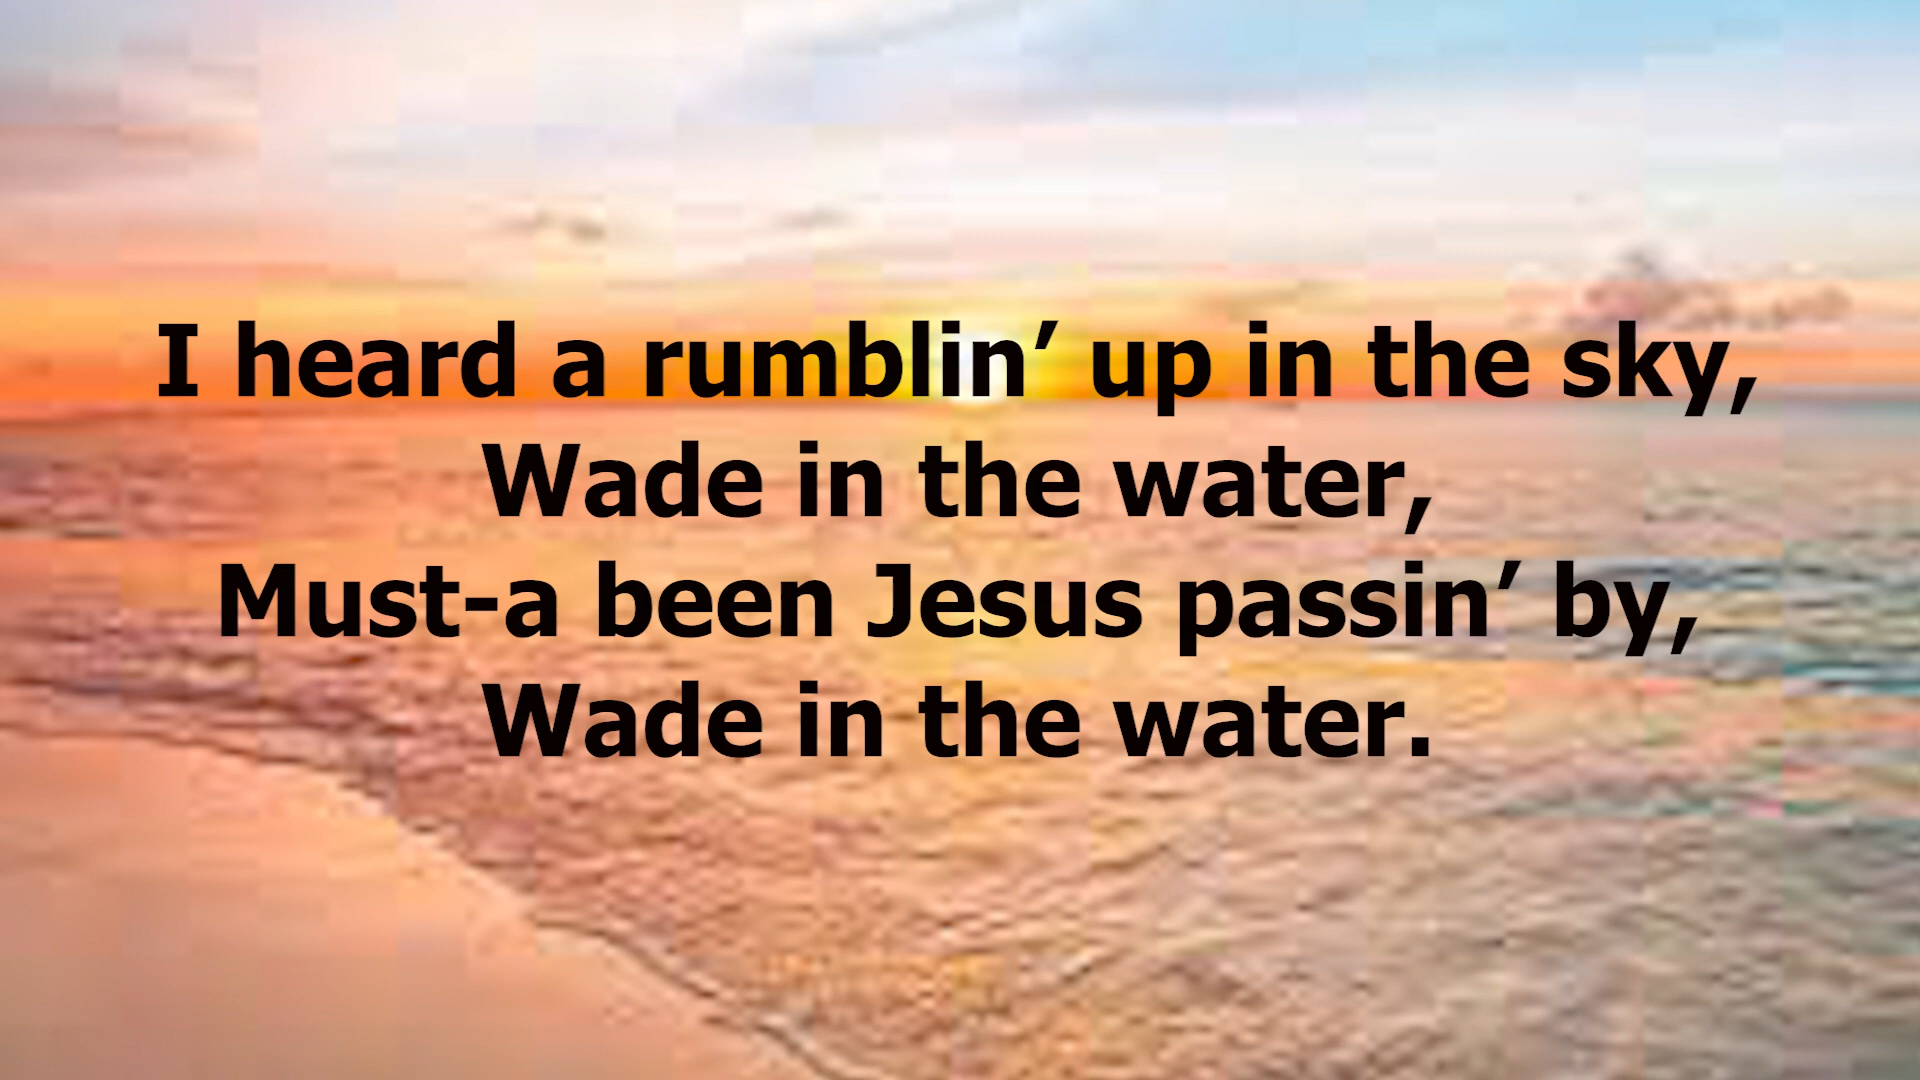 I heard a rumblin’ up in the sky,
Wade in the water,
Must-a been Jesus passin’ by,
Wade in the water.